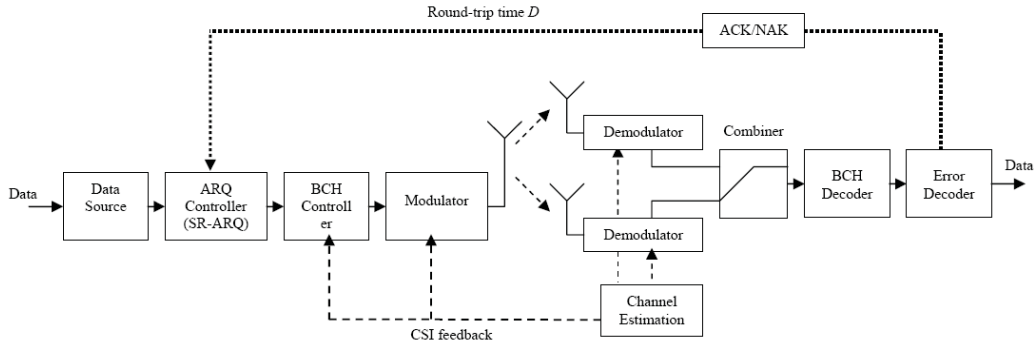 Round-trip time D
ACK/NAK
Data
Data
Source
ARQ
Controller
(SR-ARQ)
BCH
Controll
er
Modulator
Demodulator
Demodulator
Combiner
BCH
Decoder
Error
Decoder
Data
Channel
Estimation
CSI feedback